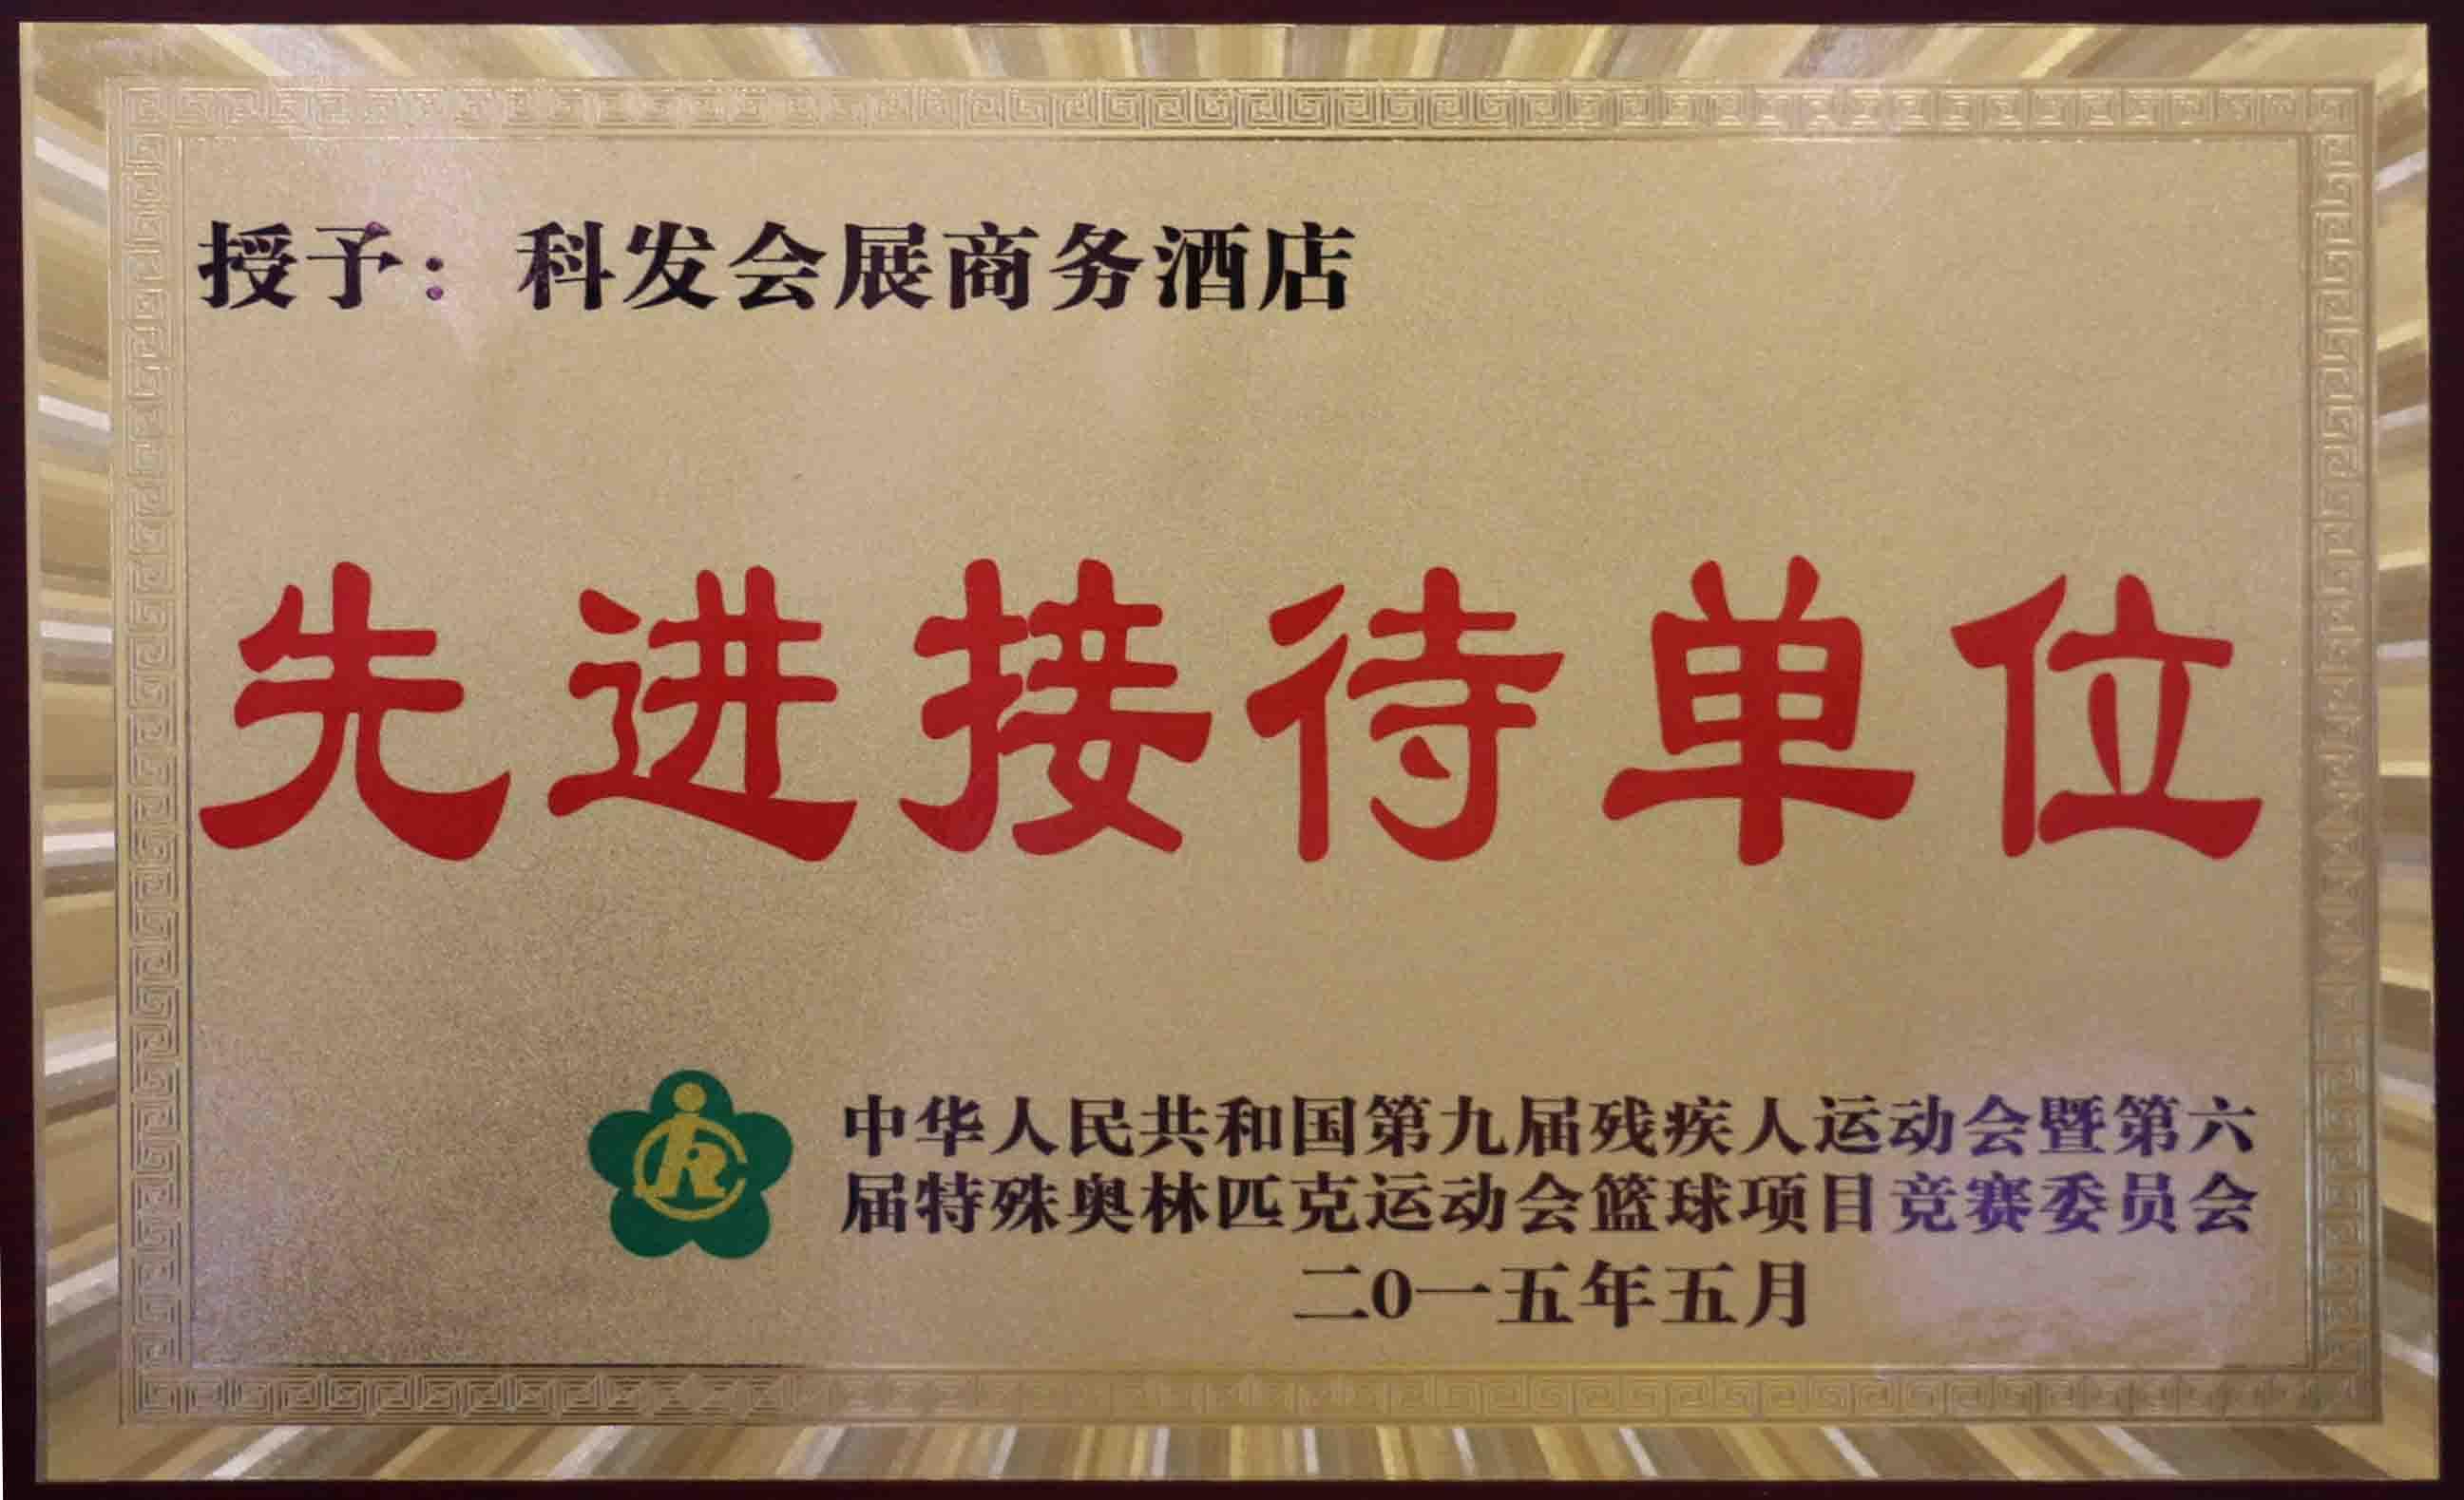 授予：科发会展商务酒店
先进接待单位
中华人民共和国第九届残疾人运动会暨第六
届特殊奥林匹克运动会篮球项目竞赛委员会
二0一五年五月